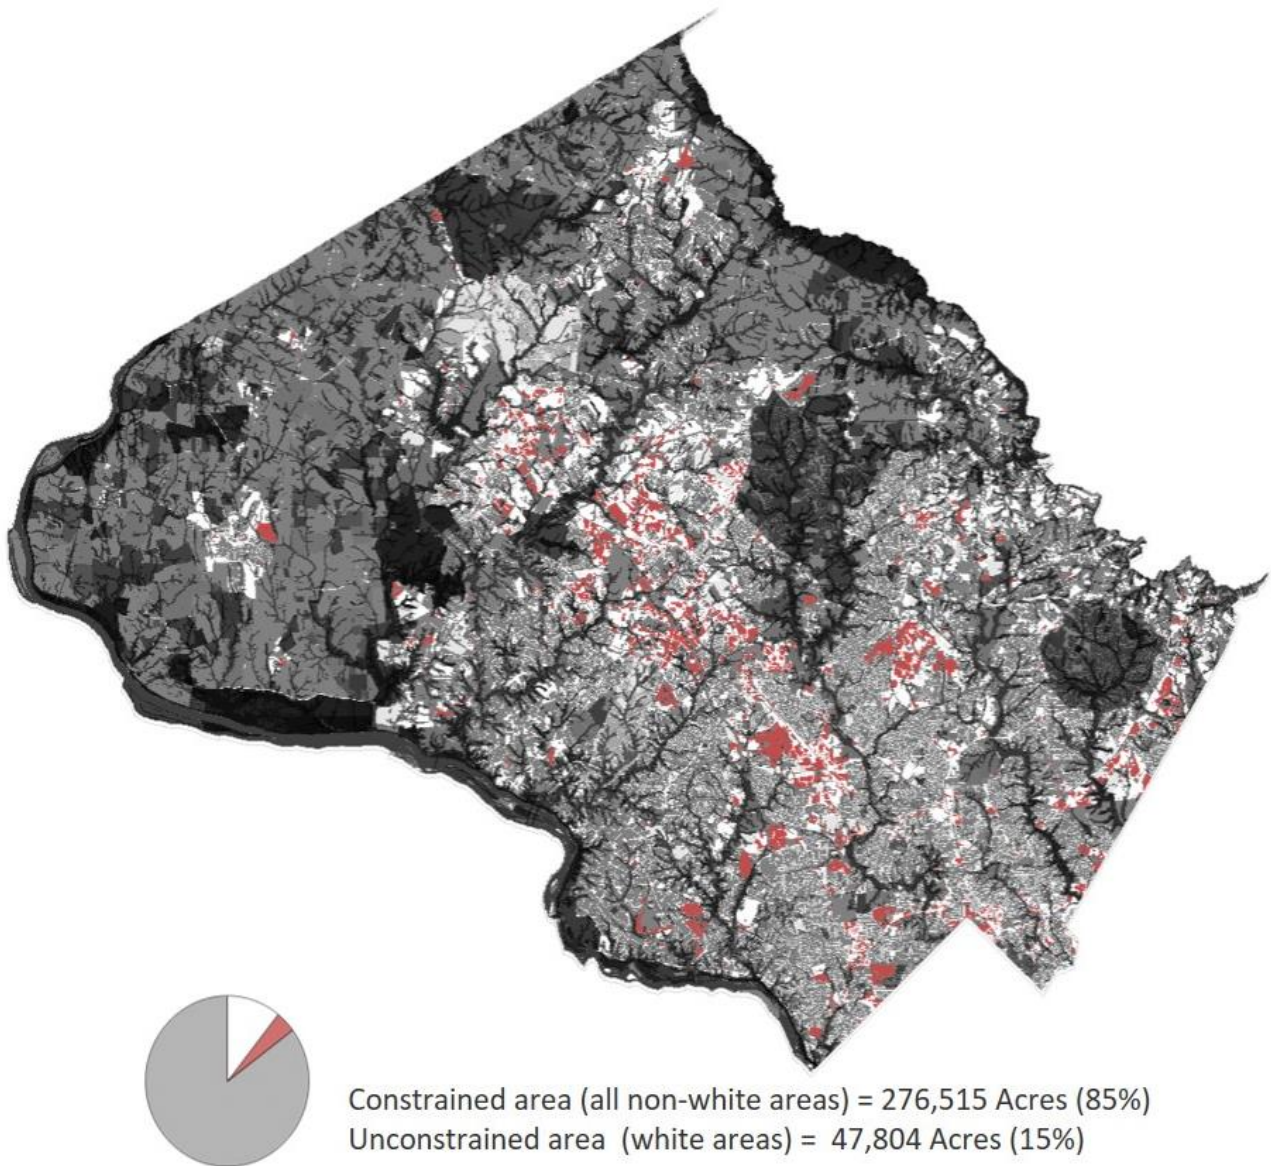 Constrained area (all non-white areas) = 276,515 Acres (85%)
Unconstrained area  (white areas) =  47,804 Acres (15%)